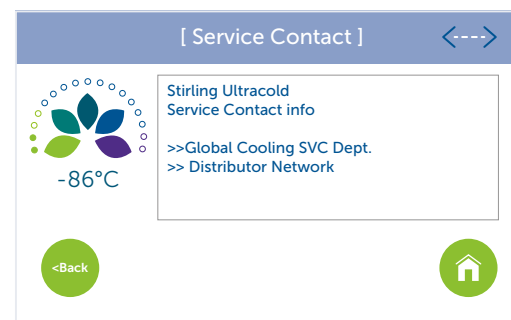 [ Service Contact ]
<---->
Stirling Ultracold
Service Contact info
>>Global Cooling SVC Dept.
>> Distributor Network
-86°C
<Back